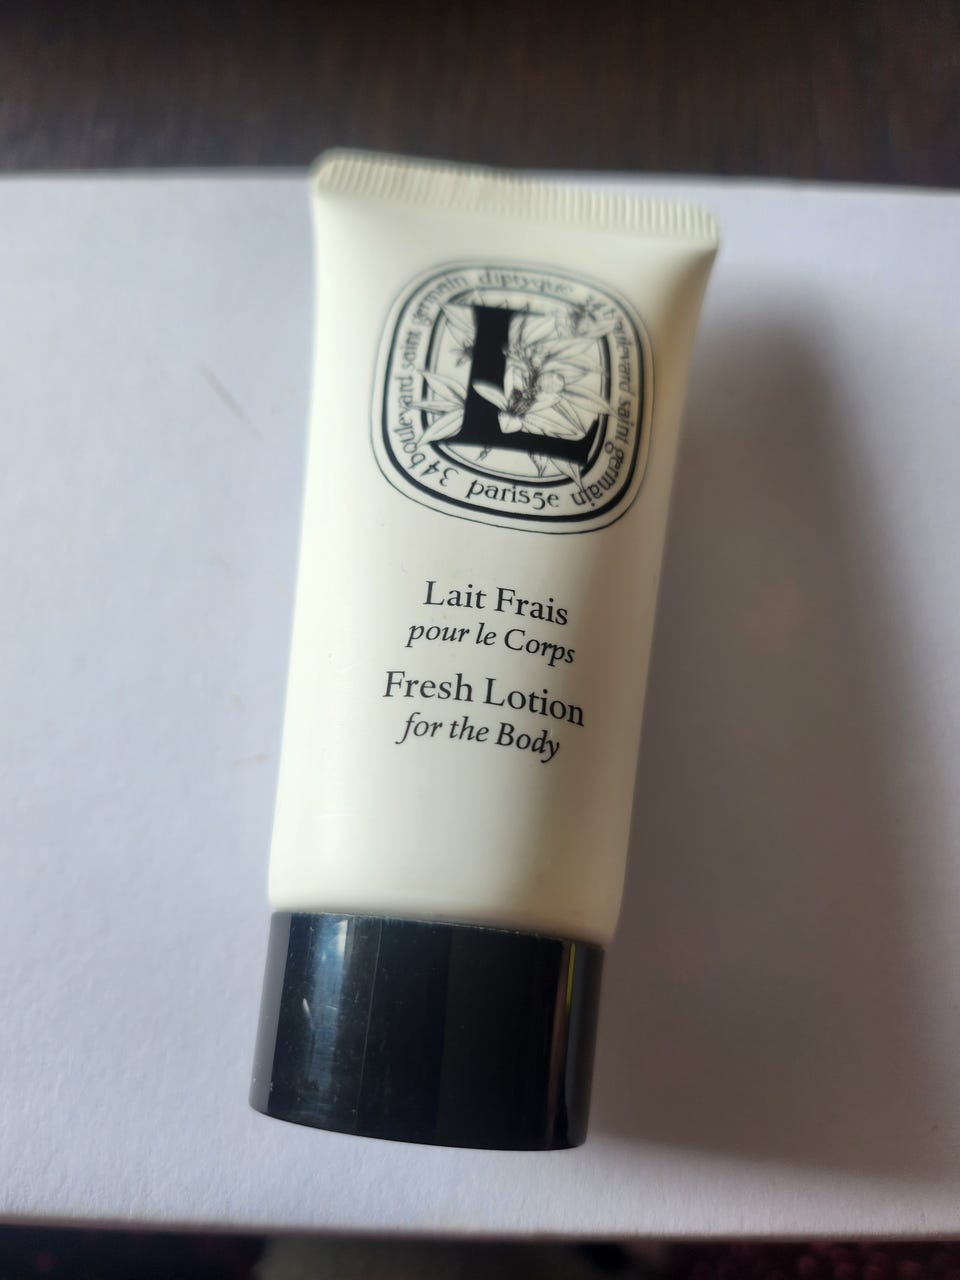 diptyque 34 boulevard saint germain
paris5e
34 boulevard saint germain
L
Lait Frais
pour le Corps
Fresh Lotion
for the Body